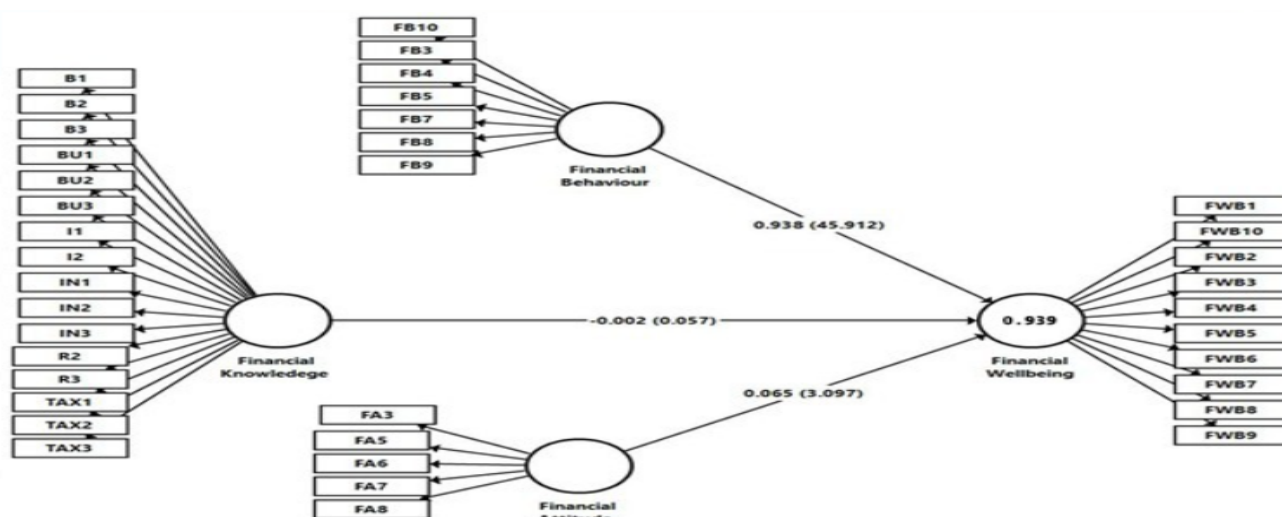 FB10
FB3
FB4
FB5
FB7
FB8
FB9
Financial
Behaviour
B1
B2
B3
BU1
BU2
BU3
I1
I2
IN1
IN2
IN3
R2
R3
TAX1
TAX2
TAX3
Financial
Knowledege
0.938 (45.912)
-0.002 (0.057)
0.065 (3.097)
FA3
FA5
FA6
FA7
FA8
Financial
0.939
Financial
Wellbeing
FWB1
FWB10
FWB2
FWB3
FWB4
FWB5
FWB6
FWB7
FWB8
FWB9